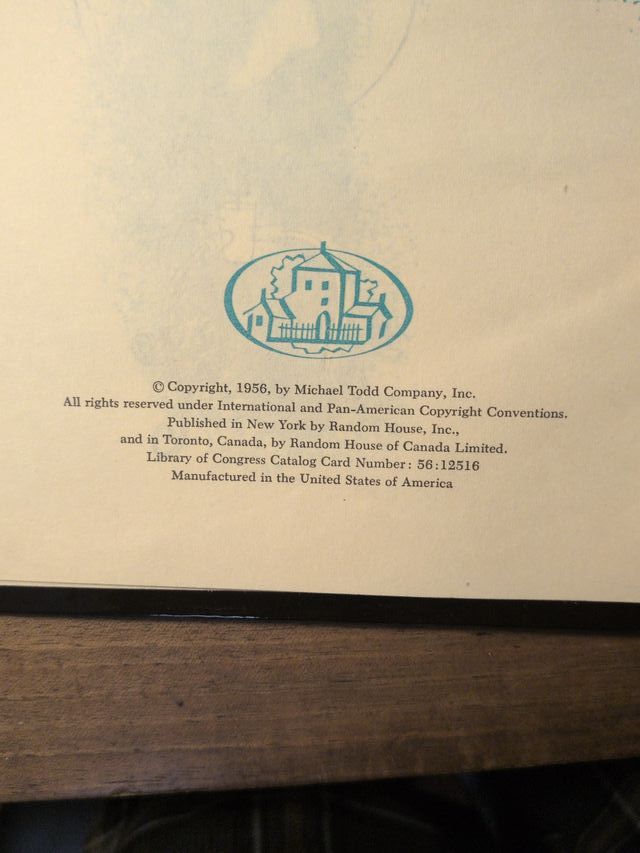 © Copyright, 1956, by Michael Todd Company, Inc.
All rights reserved under International and Pan-American Copyright Conventions.
Published in New York by Random House, Inc.,
and in Toronto, Canada, by Random House of Canada Limited.
Library of Congress Catalog Card Number: 56:12516
Manufactured in the United States of America